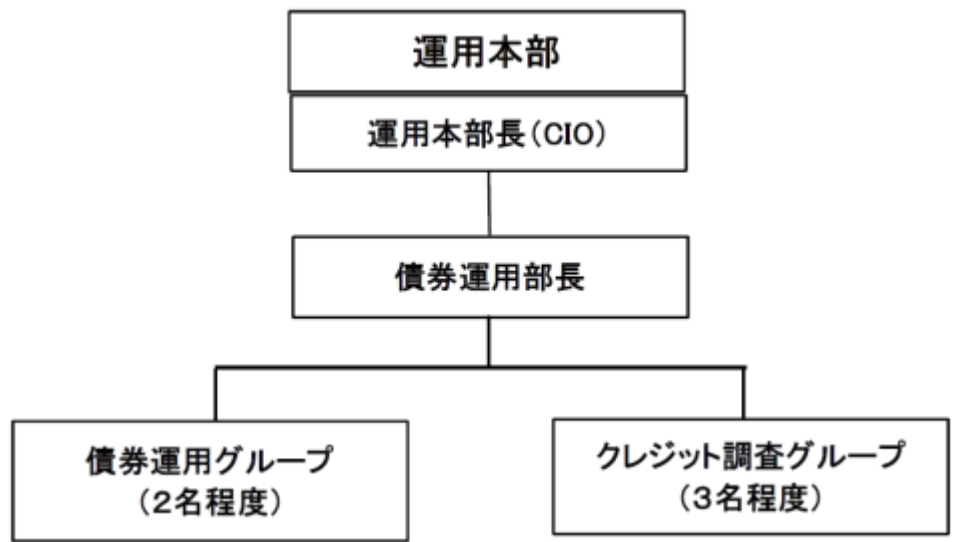 運用本部
運用本部長（CIO）
債券運用部長
債券運用グループ
（2名程度）
クレジット調査グループ
（3名程度）